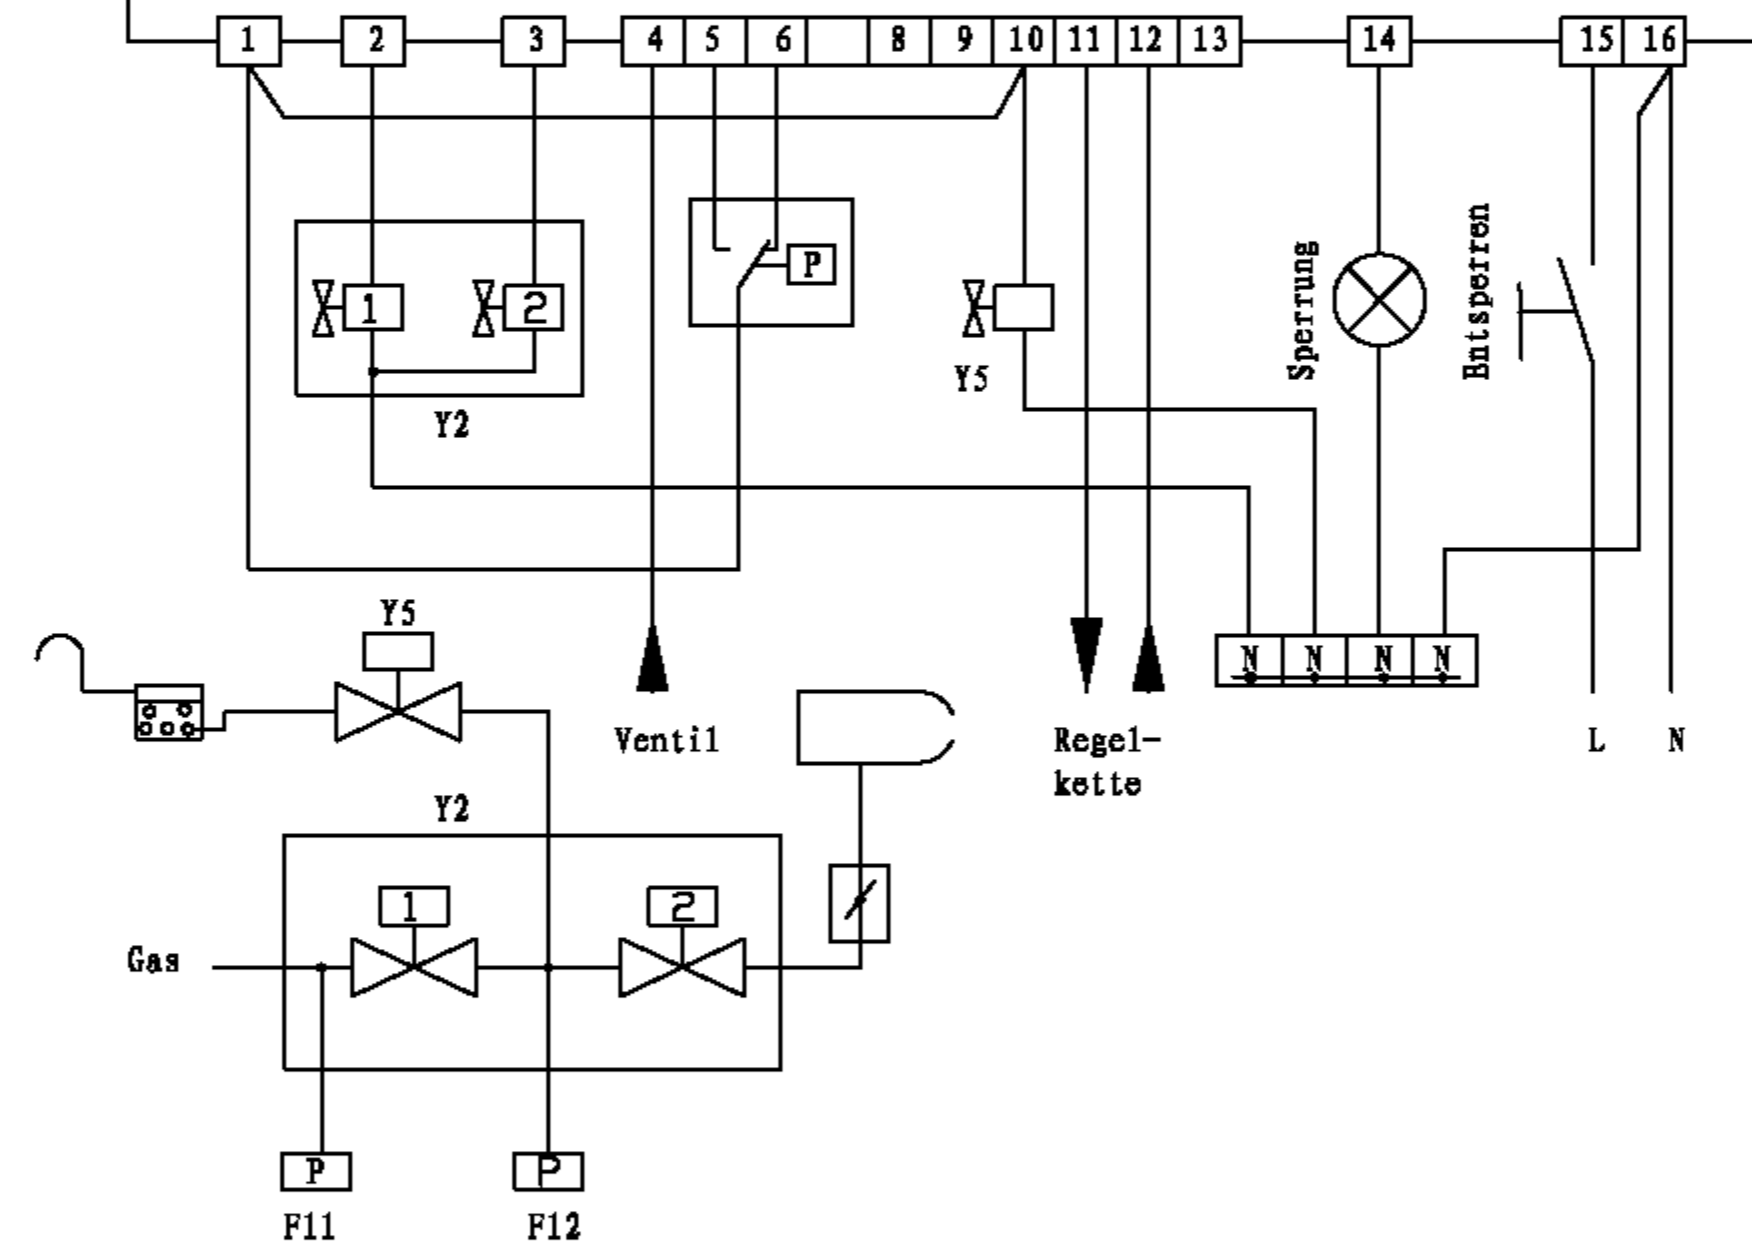 1 2 3 4 5 6 8 9 10 11 12 13 14 15 16
P
1 2
Y5
Y2
Sperrung
Entsperren
Y5
N N N N
Ventil
Regel-
kette
L N
Y2
1 2
Gas
P P
F11 F12